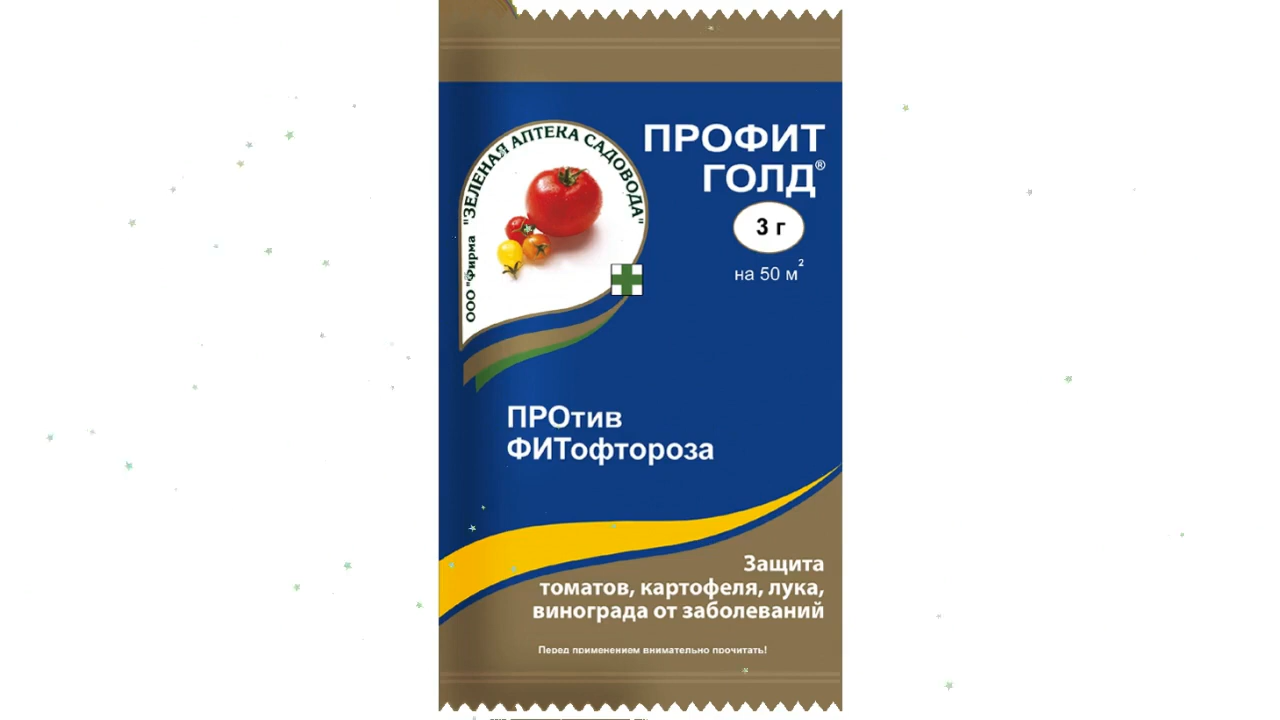 ООО "Фирма "ЗЕЛЕНАЯ АПТЕКА САДОВОДА"
ПРОФИТ
ГОЛД®
3 г
на 50 м²
ПРОтив
ФИТофтороза
Защита
томатов, картофеля, лука,
винограда от заболеваний
Перед применением внимательно прочитать!